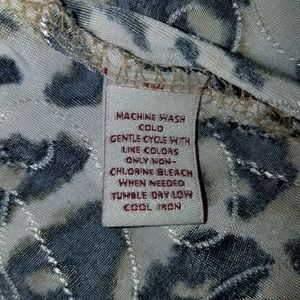 MACHINE WASH
COLD
GENTLE CYCLE WITH
LIKE COLORS
ONLY NON-
CHLORINE BLEACH
WHEN NEEDED
TUMBLE DRY LOW
COOL IRON